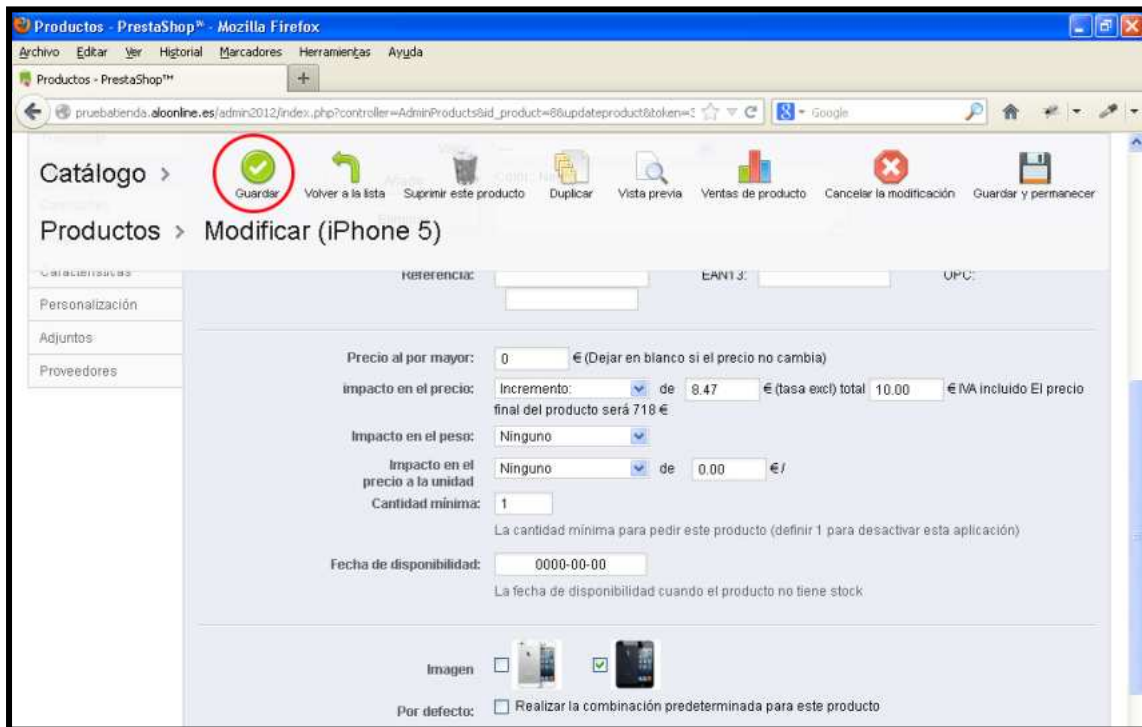 Productos - PrestaShop™ - Mozilla Firefox
Archivo Editar Ver Historial Marcadores Herramientas Ayuda
Productos - PrestaShop™ +
pruebatienda.aloonline.es/admin2012/index.php?controller=AdminProducts&id_product=8&updateproduct&token= Google
Catálogo >
Guardar Volver a la lista Suprimir este producto Duplicar Vista previa Ventas de producto Cancelar la modificación Guardar y permanecer
Productos > Modificar (iPhone 5)
Características Referencia: EAN13: UPC:
Personalización
Adjuntos
Proveedores
Precio al por mayor: 0 € (Dejar en blanco si el precio no cambia)
impacto en el precio: Incremento: de 8.47 € (tasa excl) total 10.00 € IVA incluido El precio
final del producto será 718 €
Impacto en el peso: Ninguno
Impacto en el
precio a la unidad Ninguno de 0.00 € /
Cantidad mínima: 1
La cantidad mínima para pedir este producto (definir 1 para desactivar esta aplicación)
Fecha de disponibilidad: 0000-00-00
La fecha de disponibilidad cuando el producto no tiene stock
Imagen
Por defecto: Realizar la combinación predeterminada para este producto